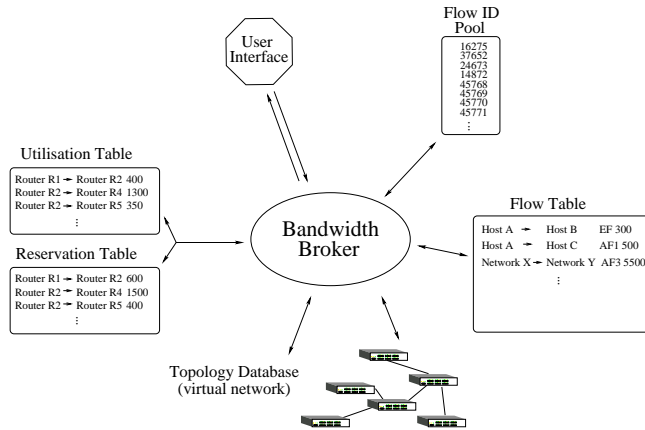 User
Interface
Flow ID
Pool
16275
37652
24673
14872
45768
45769
45770
45771
⋮
Utilisation Table
Router R1 → Router R2 400
Router R2 → Router R4 1300
Router R2 → Router R5 350
⋮
Reservation Table
Router R1 → Router R2 600
Router R2 → Router R4 1500
Router R2 → Router R5 400
⋮
Bandwidth
Broker
Flow Table
Host A → Host B EF 300
Host A → Host C AF1 500
Network X → Network Y AF3 5500
⋮
Topology Database
(virtual network)